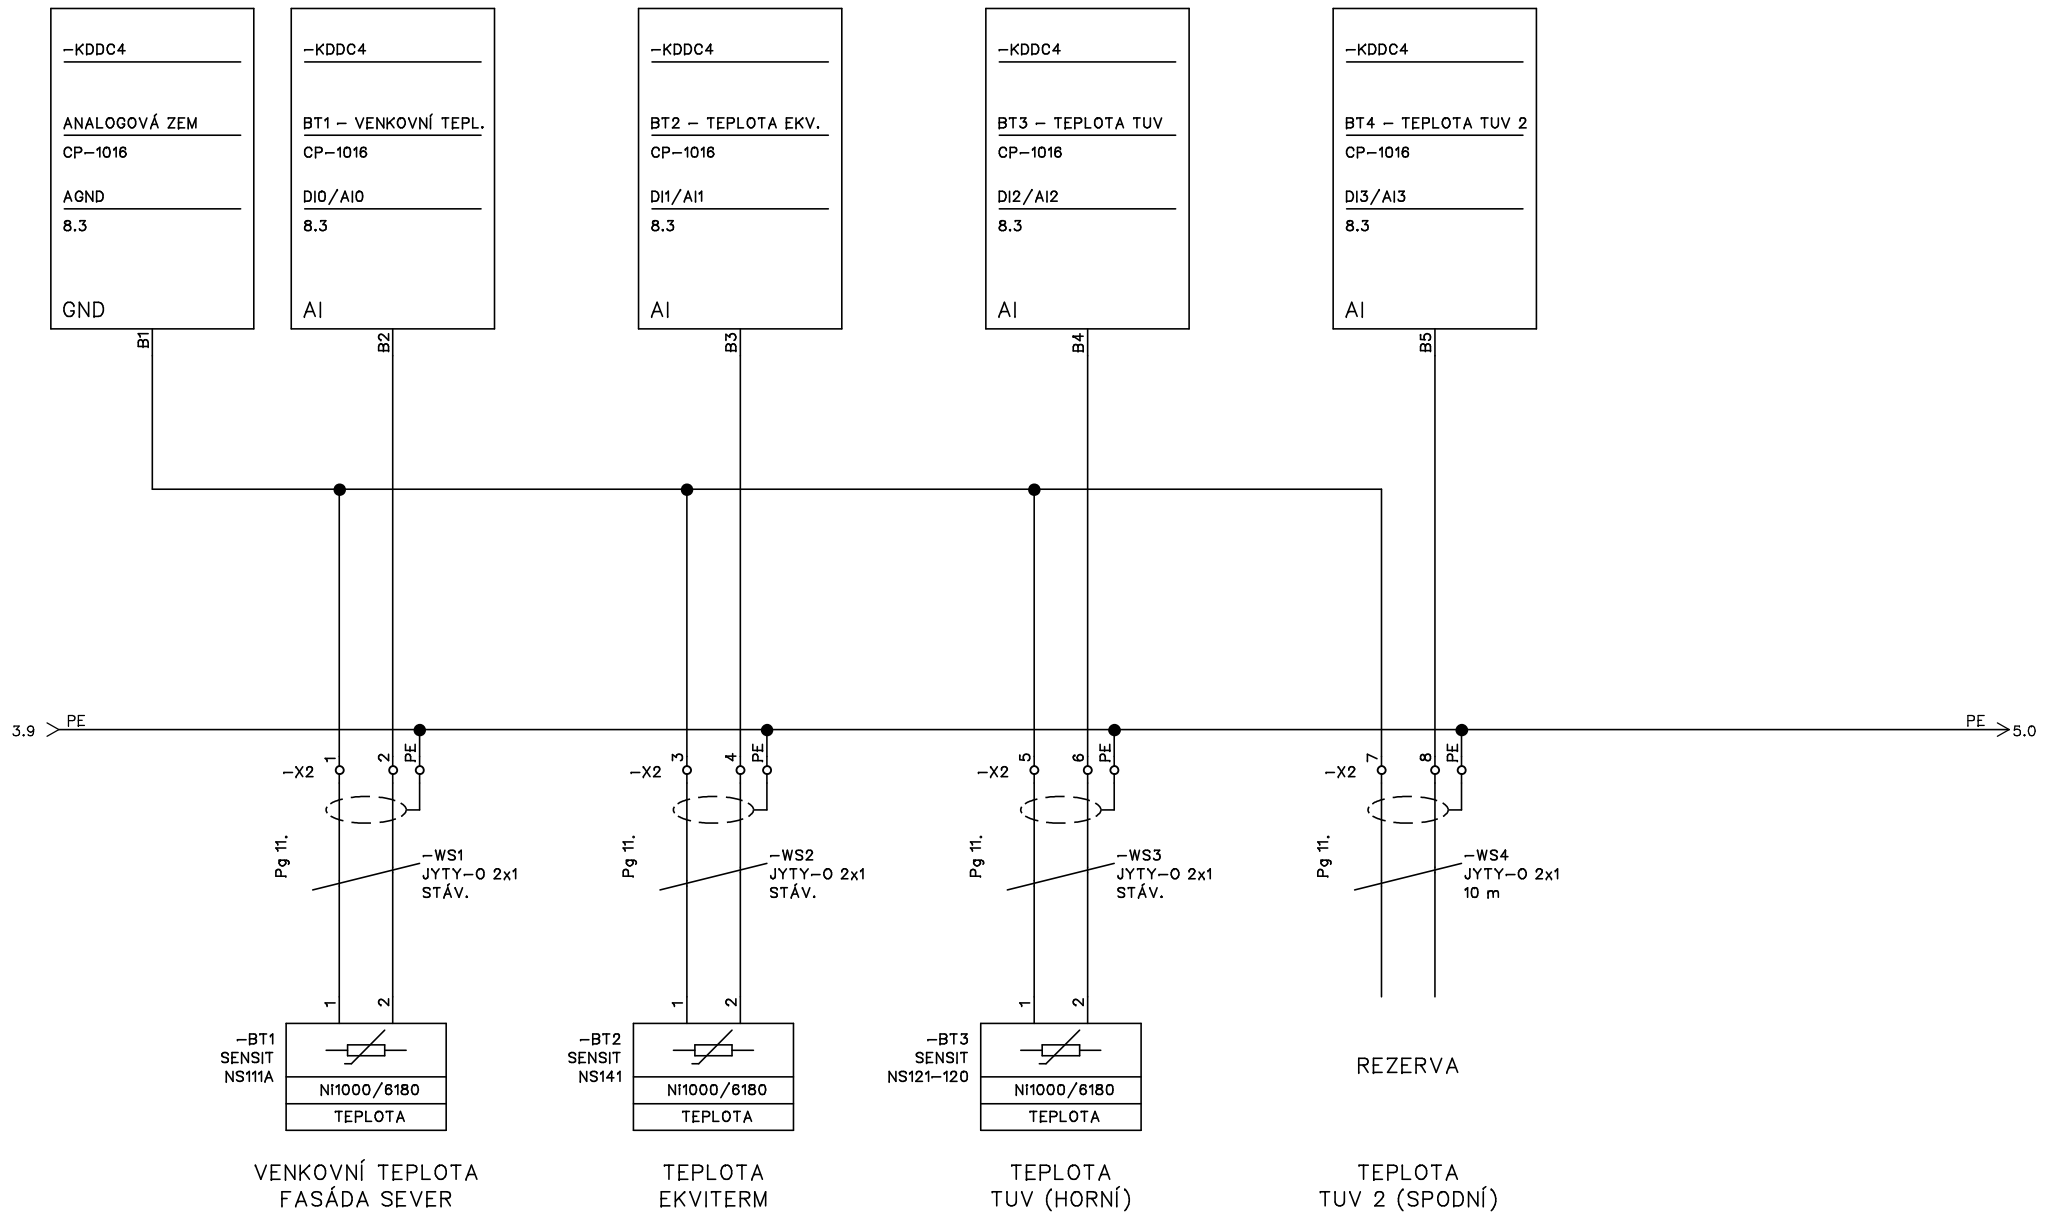 -KDDC4
ANALOGOVÁ ZEM
CP-1016
AGND
8.3
GND
B1
-KDDC4
BT1 - VENKOVNÍ TEPL.
CP-1016
DI0/AI0
8.3
AI
B2
-KDDC4
BT2 - TEPLOTA EKV.
CP-1016
DI1/AI1
8.3
AI
B3
-KDDC4
BT3 - TEPLOTA TUV
CP-1016
DI2/AI2
8.3
AI
B4
-KDDC4
BT4 - TEPLOTA TUV 2
CP-1016
DI3/AI3
8.3
AI
B5
3.9
PE
PE
5.0
-X2
1
2
PE
Pg 11.
-WS1
JYTY-O 2x1
STÁV.
1
2
-BT1
SENSIT
NS111A
Ni1000/6180
TEPLOTA
VENKOVNÍ TEPLOTA
FASÁDA SEVER
-X2
3
4
PE
Pg 11.
-WS2
JYTY-O 2x1
STÁV.
1
2
-BT2
SENSIT
NS141
Ni1000/6180
TEPLOTA
TEPLOTA
EKVITERM
-X2
5
6
PE
Pg 11.
-WS3
JYTY-O 2x1
STÁV.
1
2
-BT3
SENSIT
NS121-120
Ni1000/6180
TEPLOTA
TEPLOTA
TUV (HORNÍ)
-X2
7
8
PE
Pg 11.
-WS4
JYTY-O 2x1
10 m
REZERVA
TEPLOTA
TUV 2 (SPODNÍ)